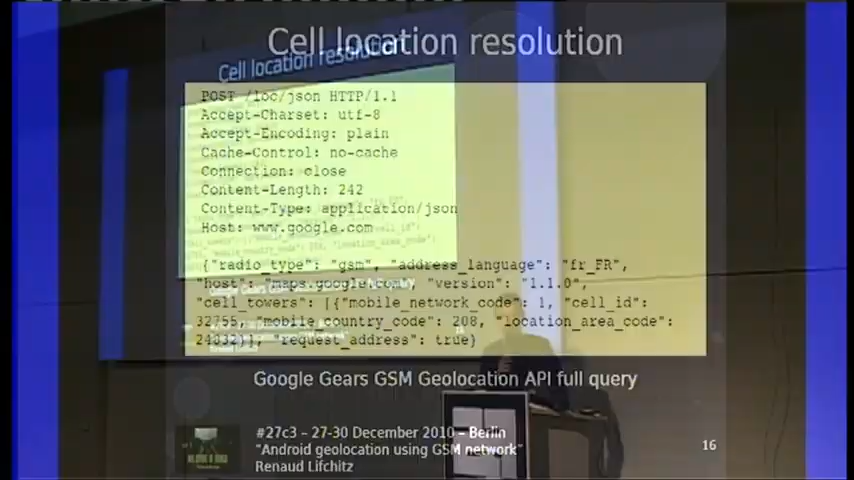 Cell location resolution
Cell location resolution
POST /loc/json HTTP/1.1
Accept-Charset: utf-8
Accept-Encoding: plain
Cache-Control: no-cache
Connection: close
Content-Length: 242
Content-Type: application/json
Host: www.google.com
{"radio_type": "gsm", "address_language": "fr_FR",
"host": "maps.google.com", "version": "1.1.0",
"cell_towers": [{"mobile_network_code": 1, "cell_id":
32755, "mobile_country_code": 208, "location_area_code":
24832}], "request_address": true}
Google Gears GSM Geolocation API full query
#27c3 – 27-30 December 2010 – Berlin
"Android geolocation using GSM network"
Renaud Lifchitz
16